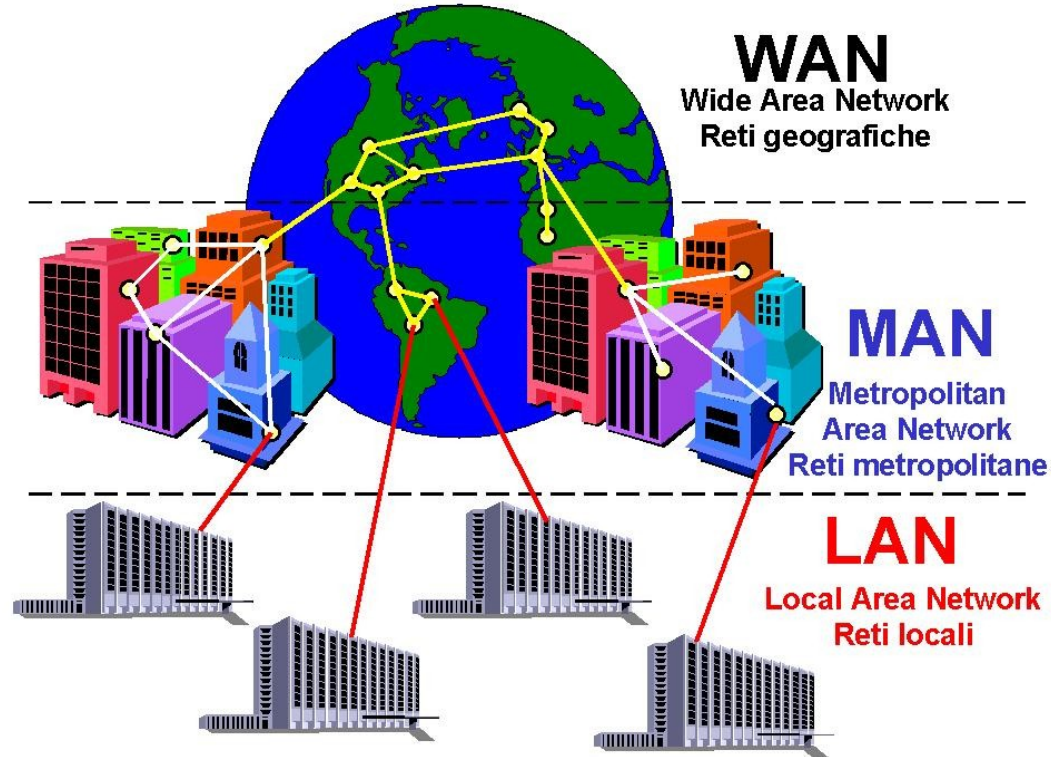 WAN
Wide Area Network
Reti geografiche
MAN
Metropolitan
Area Network
Reti metropolitane
LAN
Local Area Network
Reti locali